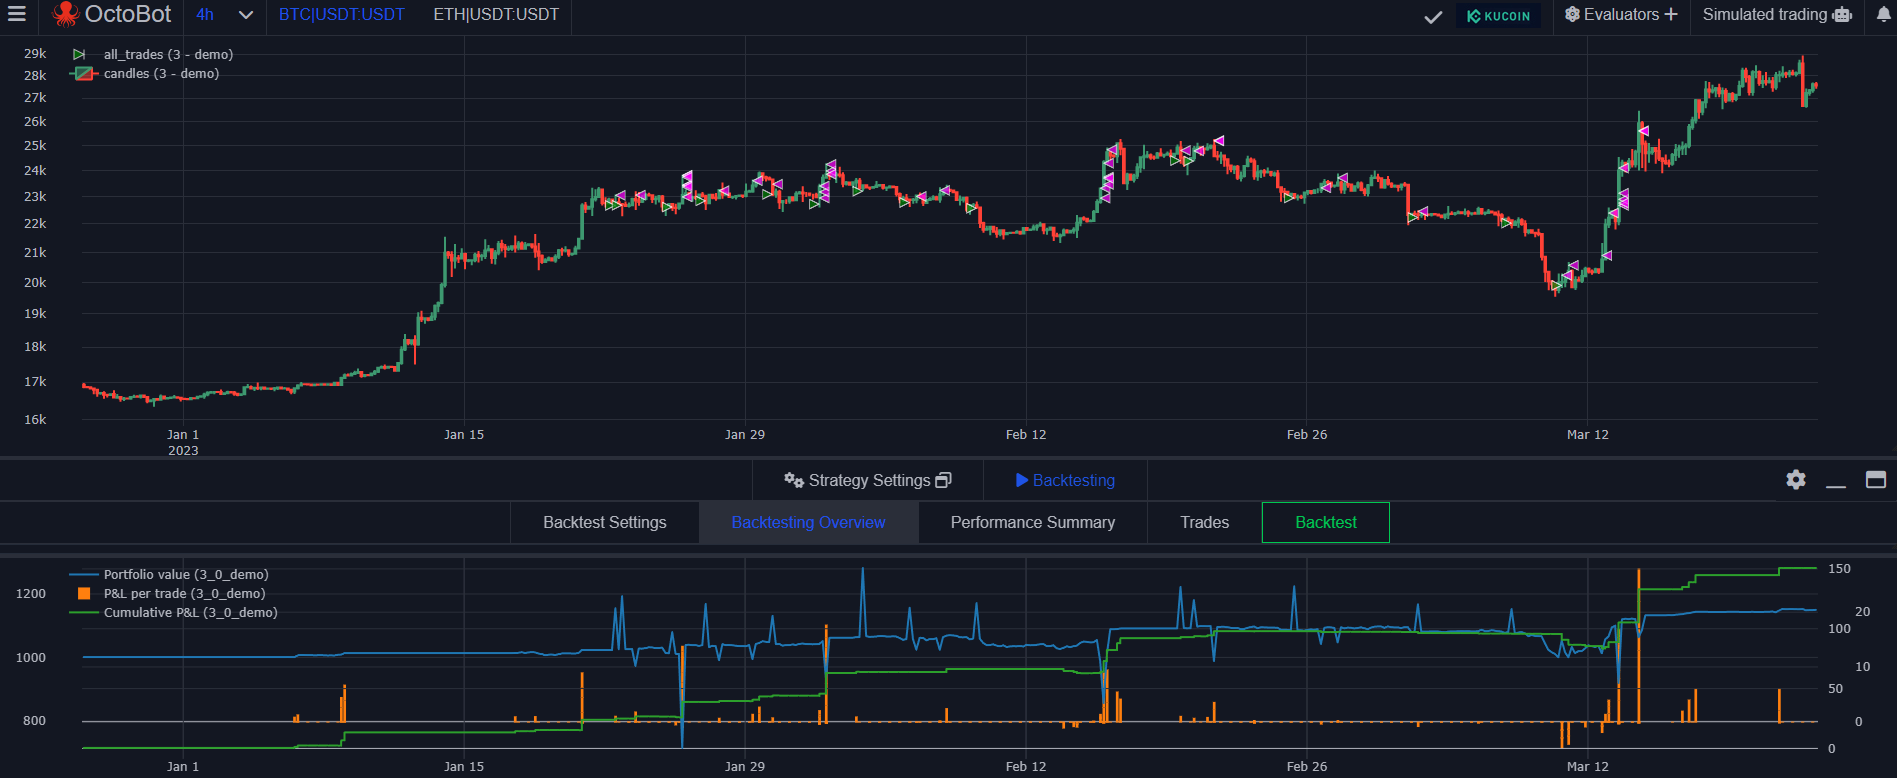 OctoBot
4h
BTC|USDT:USDT
ETH|USDT:USDT
KUCOIN
Evaluators
Simulated trading
all_trades (3 - demo)
candles (3 - demo)
29k
28k
27k
26k
25k
24k
23k
22k
21k
20k
19k
18k
17k
16k
Jan 1
2023
Jan 15
Jan 29
Feb 12
Feb 26
Mar 12
Strategy Settings
Backtesting
Backtest Settings
Backtesting Overview
Performance Summary
Trades
Backtest
Portfolio value (3_0_demo)
P&L per trade (3_0_demo)
Cumulative P&L (3_0_demo)
1200
1000
800
150
20
100
10
50
0
0
Jan 1
Jan 15
Jan 29
Feb 12
Feb 26
Mar 12